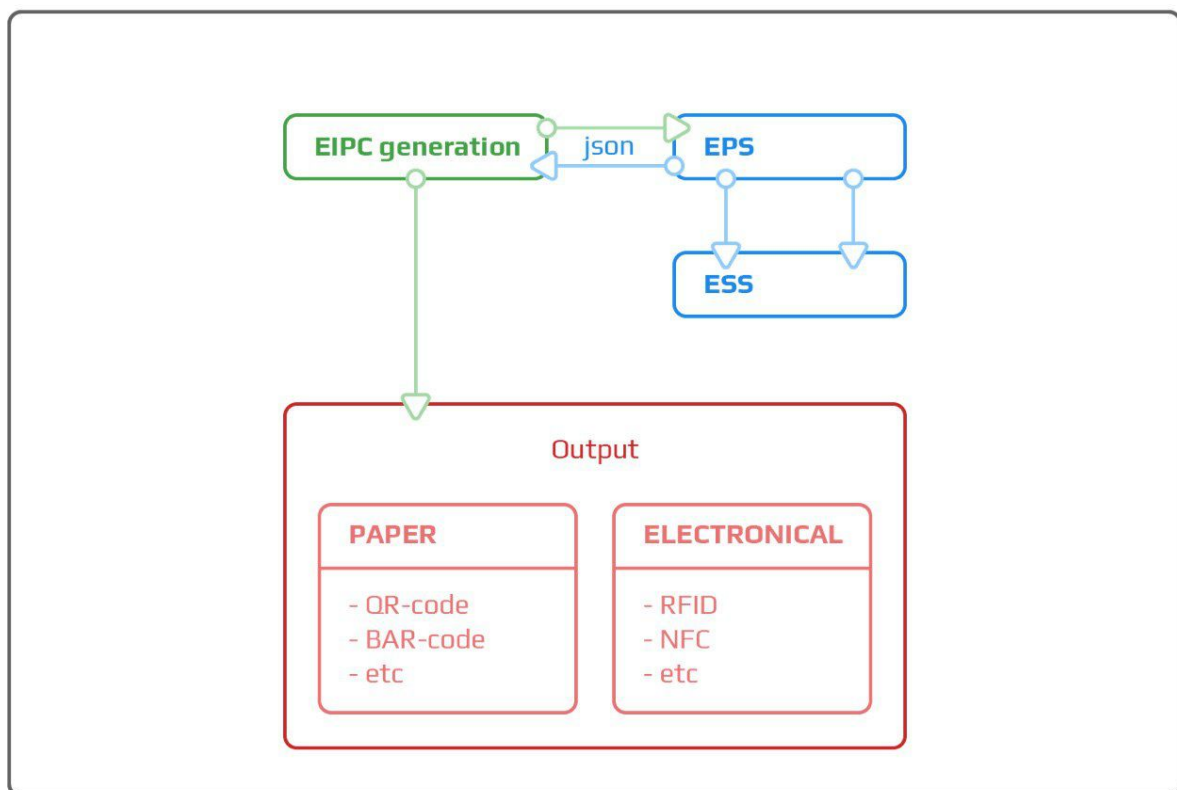 EIPC generation
json
EPS
ESS
Output
PAPER
- QR-code
- BAR-code
- etc
ELECTRONICAL
- RFID
- NFC
- etc